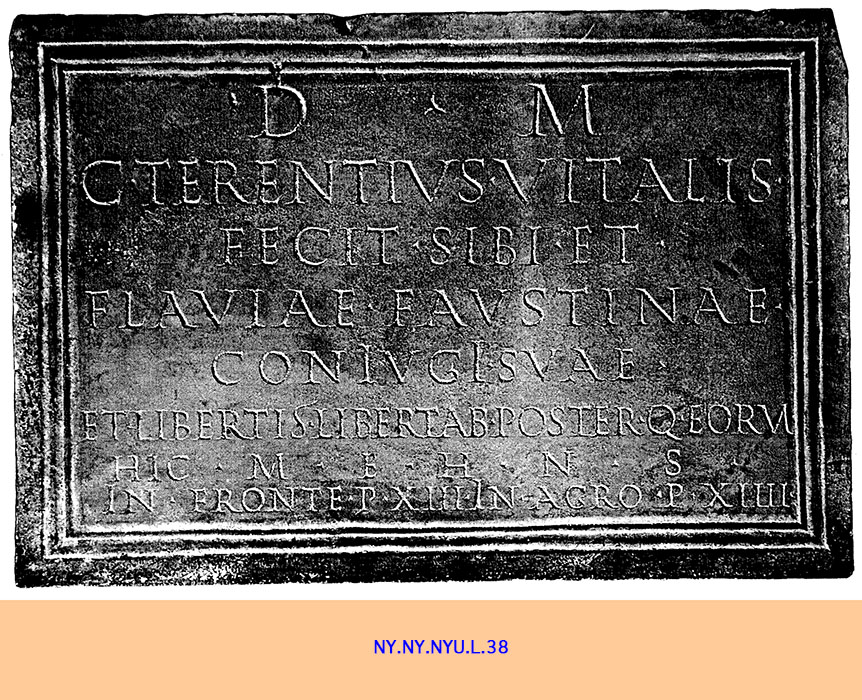 D · M
C·TERENTIVS·VITALIS·
FECIT·SIBI·ET·
FLAVIAE·FAVSTINAE·
CONIVGI SVAE
ET·LIBERTIS·LIBERTAB·POSTER·Q·EORVM
HIC · M · E · H · N · S
IN · FRONTE P XIIII IN·AGRO·P·XIIII
NY.NY.NYU.L.38